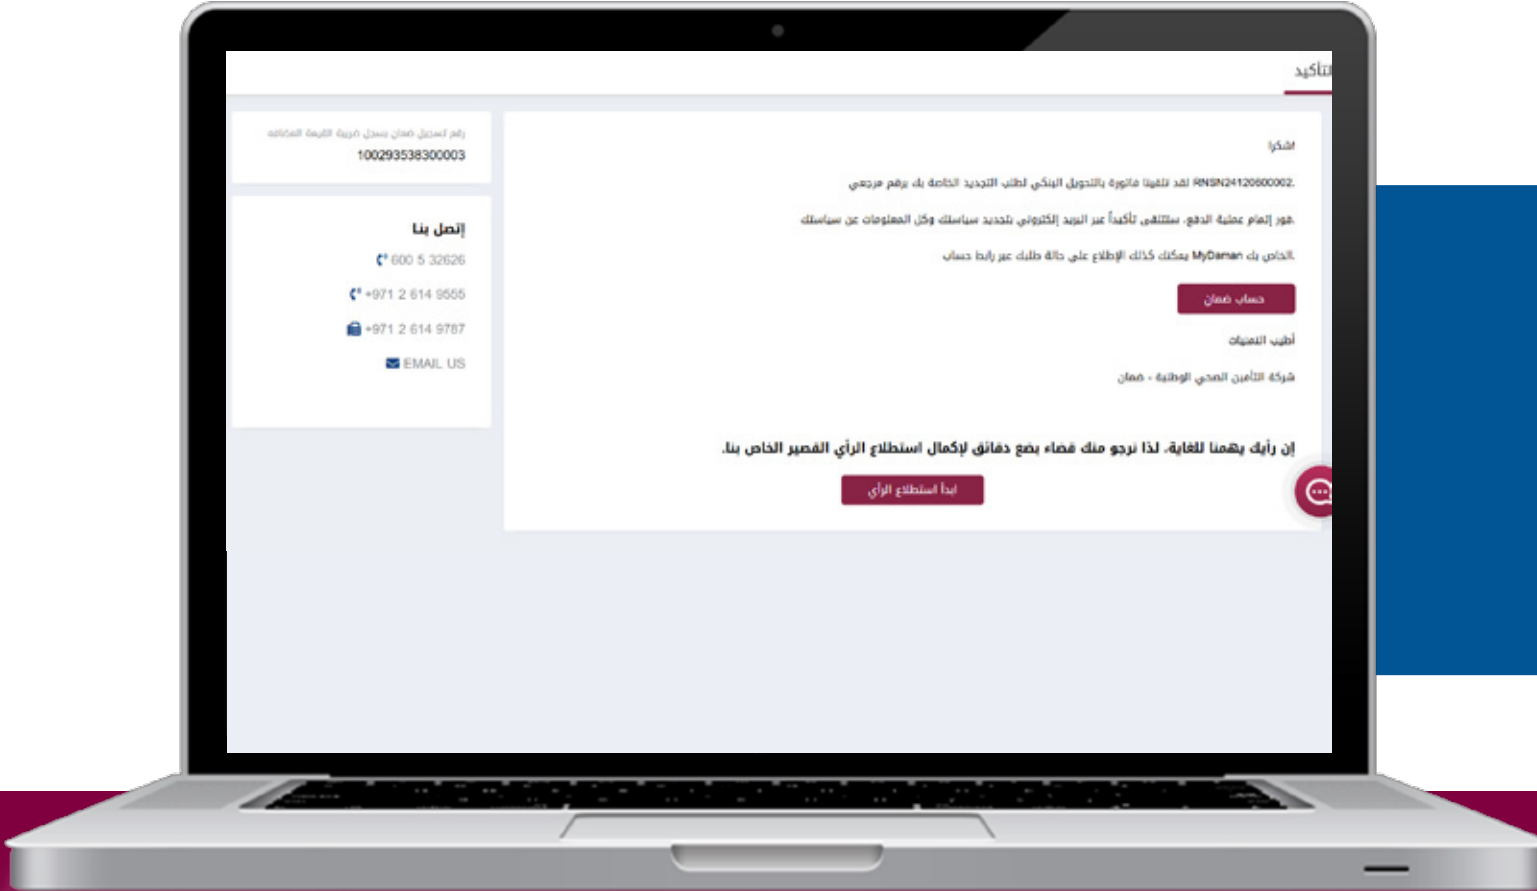 لتأكيد
اشكرا
.RNSN24120600002 لقد تلقينا فاتورة بالتحويل البنكي لطلب التجديد الخاصة بك برقم مرجعي
.فور إتمام عملية الدفع، ستتلقى تأكيداً عبر البريد إلكتروني بتجديد سياستك وكل المعلومات عن سياستك
.الخاص بك MyDaman يمكنك كذلك الإطلاع على حالة طلبك عبر رابط حساب
حساب ضمان
أطيب التمنيات
شركة التأمين الصحي الوطنية - ضمان
إن رأيك يهمنا للغاية، لذا نرجو منك قضاء بضع دقائق لإكمال استطلاع الرأي القصير الخاص بنا.
ابدأ استطلاع الرأي
رقم تسجيل ضمان بسجل ضريبة القيمة المضافة
100293538300003
إتصل بنا
600 5 32626
+971 2 614 9555
+971 2 614 9787
EMAIL US